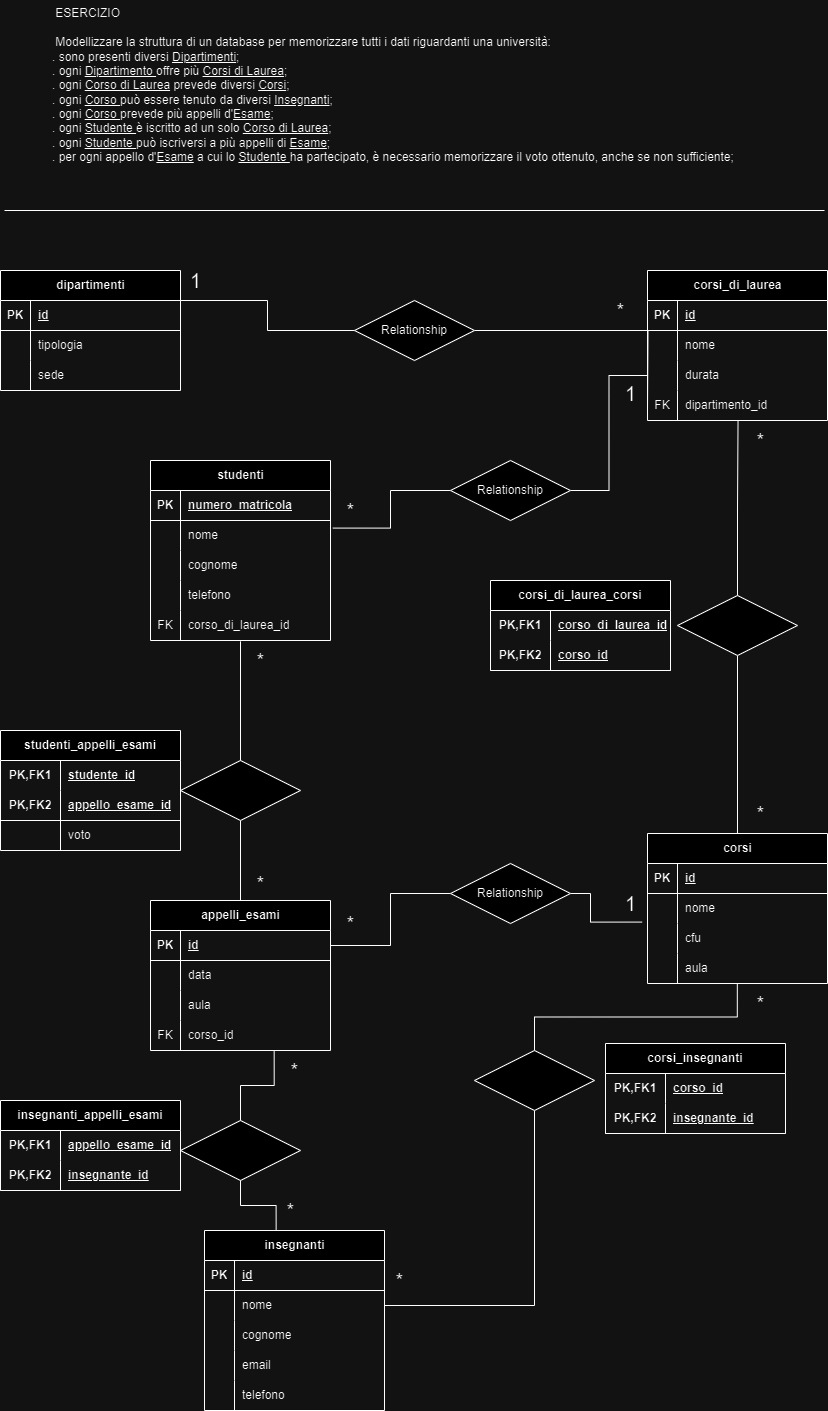 ESERCIZIO
Modellizzare la struttura di un database per memorizzare tutti i dati riguardanti una università:
. sono presenti diversi Dipartimenti;
. ogni Dipartimento offre più Corsi di Laurea;
. ogni Corso di Laurea prevede diversi Corsi;
. ogni Corso può essere tenuto da diversi Insegnanti;
. ogni Corso prevede più appelli d'Esame;
. ogni Studente è iscritto ad un solo Corso di Laurea;
. ogni Studente può iscriversi a più appelli di Esame;
. per ogni appello d'Esame a cui lo Studente ha partecipato, è necessario memorizzare il voto ottenuto, anche se non sufficiente;
dipartimenti
PK id
tipologia
sede
1
Relationship
*
corsi_di_laurea
PK id
nome
durata
FK dipartimento_id
1
*
studenti
PK numero_matricola
nome
cognome
telefono
FK corso_di_laurea_id
*
Relationship
*
corsi_di_laurea_corsi
PK,FK1 corso_di_laurea_id
PK,FK2 corso_id
studenti_appelli_esami
PK,FK1 studente_id
PK,FK2 appello_esame_id
voto
*
*
corsi
PK id
nome
cfu
aula
appelli_esami
PK id
data
aula
FK corso_id
*
Relationship
1
*
*
corsi_insegnanti
PK,FK1 corso_id
PK,FK2 insegnante_id
insegnanti_appelli_esami
PK,FK1 appello_esame_id
PK,FK2 insegnante_id
*
insegnanti
PK id
nome
cognome
email
telefono
*